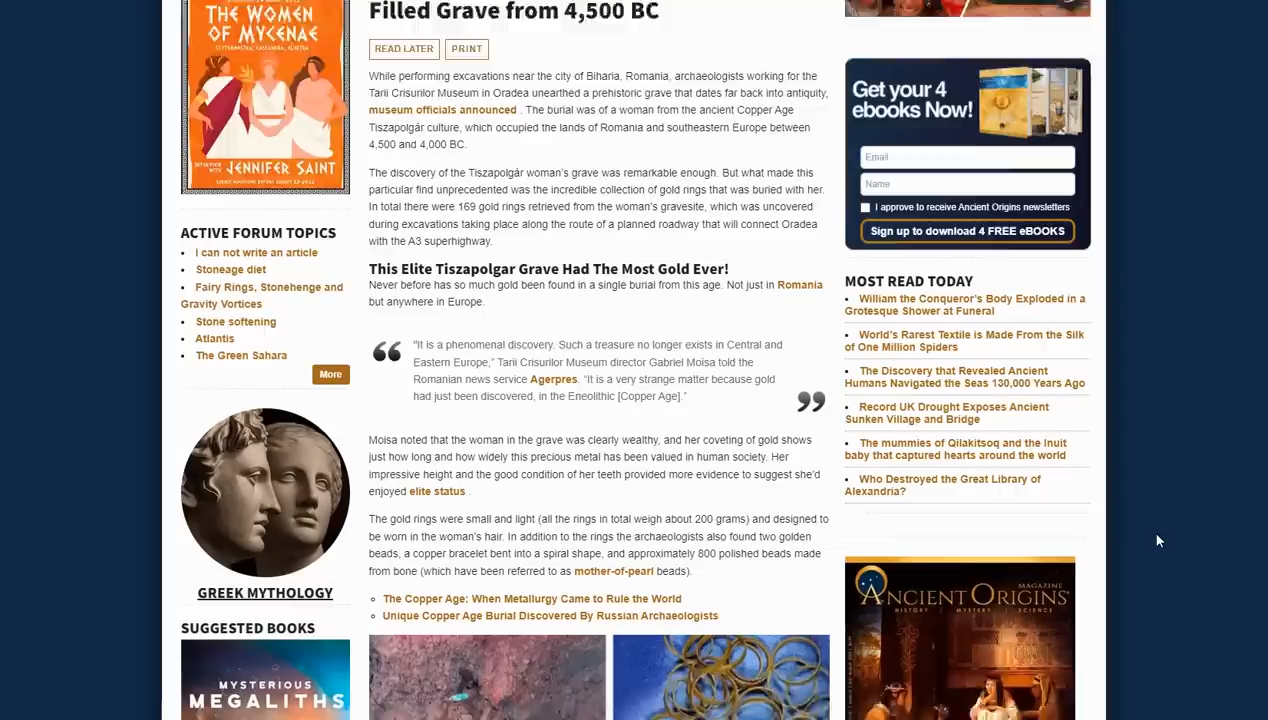 THE WOMEN
OF MYCENAE
INTERVIEW
WITH JENNIFER SAINT
ACTIVE FORUM TOPICS
I can not write an article
Stoneage diet
Fairy Rings, Stonehenge and
Gravity Vortices
Stone softening
Atlantis
The Green Sahara
More
GREEK MYTHOLOGY
SUGGESTED BOOKS
MYSTERIOUS
MEGALITHS
Filled Grave from 4,500 BC
READ LATER PRINT
While performing excavations near the city of Biharia, Romania, archaeologists working for the
Tarii Crisurilor Museum in Oradea unearthed a prehistoric grave that dates far back into antiquity,
museum officials announced . The burial was of a woman from the ancient Copper Age
Tiszapolgár culture, which occupied the lands of Romania and southeastern Europe between
4,500 and 4,000 BC.
The discovery of the Tiszapolgár woman's grave was remarkable enough. But what made this
particular find unprecedented was the incredible collection of gold rings that was buried with her.
In total there were 169 gold rings retrieved from the woman's gravesite, which was uncovered
during excavations taking place along the route of a planned roadway that will connect Oradea
with the A3 superhighway.
This Elite Tiszapolgar Grave Had The Most Gold Ever!
Never before has so much gold been found in a single burial from this age. Not just in Romania
but anywhere in Europe.
"It is a phenomenal discovery. Such a treasure no longer exists in Central and
Eastern Europe," Tarii Crisurilor Museum director Gabriel Moisa told the
Romanian news service Agerpres. "It is a very strange matter because gold
had just been discovered, in the Eneolithic [Copper Age]."
Moisa noted that the woman in the grave was clearly wealthy, and her coveting of gold shows
just how long and how widely this precious metal has been valued in human society. Her
impressive height and the good condition of her teeth provided more evidence to suggest she'd
enjoyed elite status .
The gold rings were small and light (all the rings in total weigh about 200 grams) and designed to
be worn in the woman's hair. In addition to the rings the archaeologists also found two golden
beads, a copper bracelet bent into a spiral shape, and approximately 800 polished beads made
from bone (which have been referred to as mother-of-pearl beads).
The Copper Age: When Metallurgy Came to Rule the World
Unique Copper Age Burial Discovered By Russian Archaeologists
Get your 4
ebooks Now!
Email
Name
I approve to receive Ancient Origins newsletters
Sign up to download 4 FREE eBOOKS
MOST READ TODAY
William the Conqueror's Body Exploded in a
Grotesque Shower at Funeral
World's Rarest Textile is Made From the Silk
of One Million Spiders
The Discovery that Revealed Ancient
Humans Navigated the Seas 130,000 Years Ago
Record UK Drought Exposes Ancient
Sunken Village and Bridge
The mummies of Qilakitsoq and the Inuit
baby that captured hearts around the world
Who Destroyed the Great Library of
Alexandria?
MAGAZINE
ANCIENT ORIGINS
HISTORY MYSTERY SCIENCE